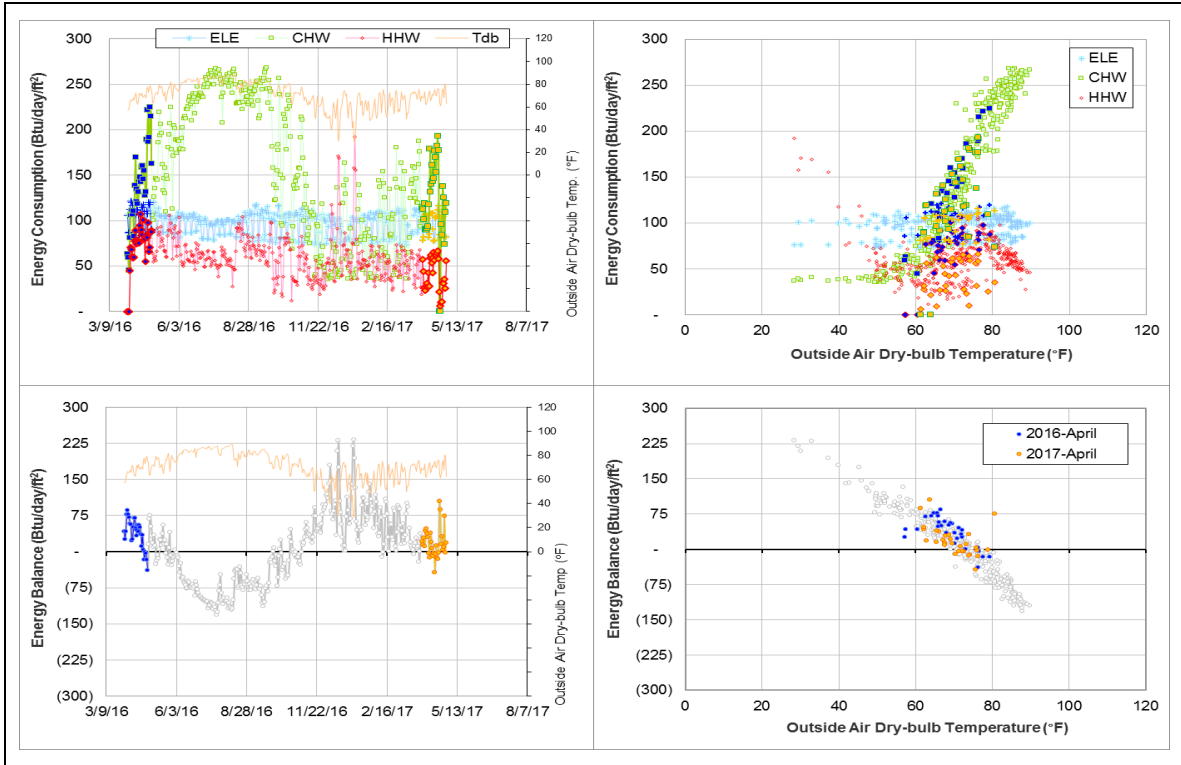 ELE CHW HHW Tdb
Energy Consumption (Btu/day/ft²)
300
250
200
150
100
50
-
120
100
80
60
40
20
0
Outside Air Dry-bulb Temp. (°F)
3/9/16 6/3/16 8/28/16 11/22/16 2/16/17 5/13/17 8/7/17
ELE
CHW
HHW
Energy Consumption (Btu/day/ft²)
300
250
200
150
100
50
-
0 20 40 60 80 100 120
Outside Air Dry-bulb Temperature (°F)
Energy Balance (Btu/day/ft²)
300
225
150
75
-
(75)
(150)
(225)
(300)
120
100
80
60
40
20
0
Outside Air Dry-bulb Temp (°F)
3/9/16 6/3/16 8/28/16 11/22/16 2/16/17 5/13/17 8/7/17
2016-April
2017-April
Energy Balance (Btu/day/ft²)
300
225
150
75
-
(75)
(150)
(225)
(300)
0 20 40 60 80 100 120
Outside Air Dry-bulb Temperature (°F)